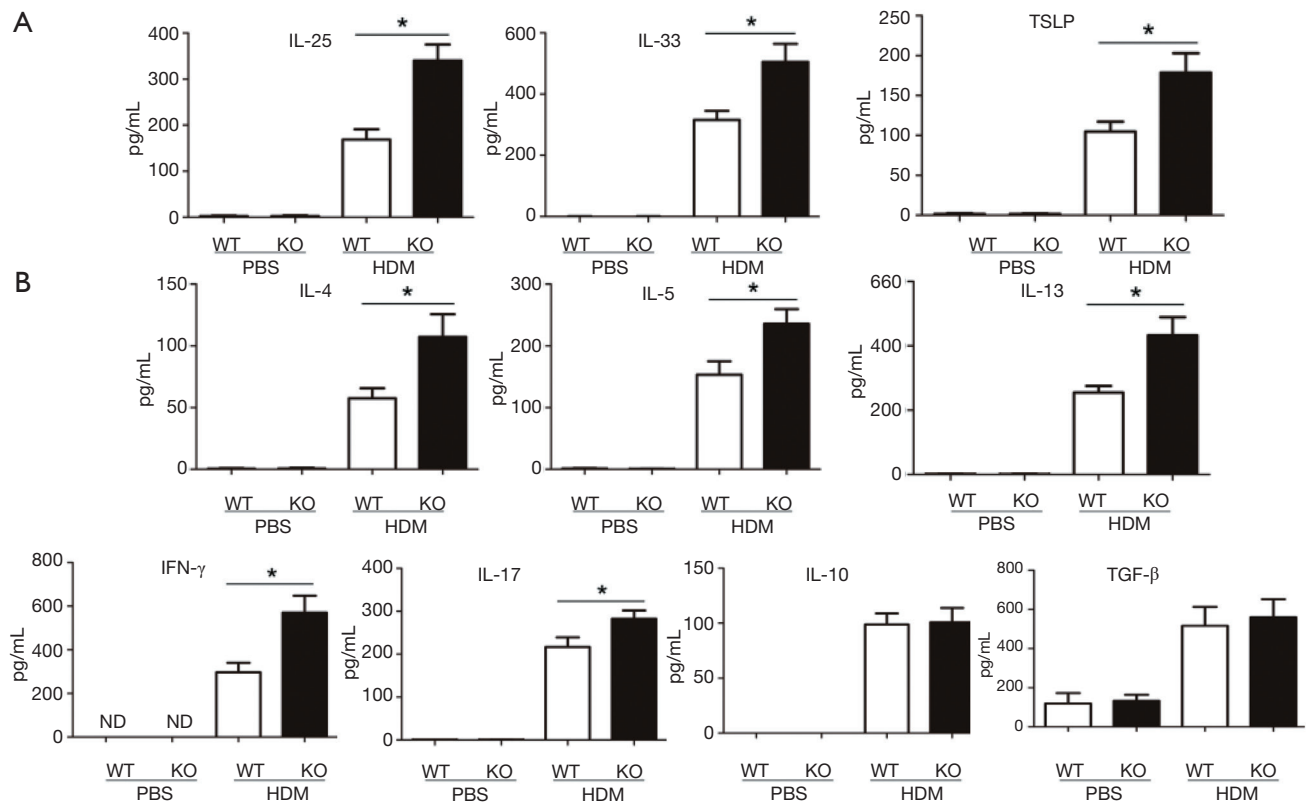 A
400
300
200
100
0
pg/mL
IL-25
*
WT KO WT KO
PBS HDM
600
400
600
0
pg/mL
IL-33
*
WT KO WT KO
PBS HDM
250
200
150
100
50
0
pg/mL
TSLP
*
WT KO WT KO
PBS HDM
B
150
100
50
0
pg/mL
IL-4
*
WT KO WT KO
PBS HDM
300
200
100
0
pg/mL
IL-5
*
WT KO WT KO
PBS HDM
660
400
200
0
pg/mL
IL-13
*
WT KO WT KO
PBS HDM
800
600
300
400
0
pg/mL
IFN-γ
*
ND ND
WT KO WT KO
PBS HDM
400
300
200
200
0
pg/mL
IL-17
*
WT KO WT KO
PBS HDM
150
100
50
0
pg/mL
IL-10
WT KO WT KO
PBS HDM
800
600
400
200
0
pg/mL
TGF-β
WT KO WT KO
PBS HDM